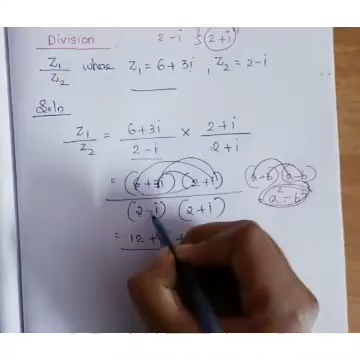 Division 2-i } (2+i)
Z₁/Z₂ where Z₁ = 6+3i, Z₂ = 2-i
Soln
Z₁/Z₂ = (6+3i)/(2-i) × (2+i)/(2+i)
= (6+3i) (2+i)
(2-i) (2+i)
a²-b²
= 12+